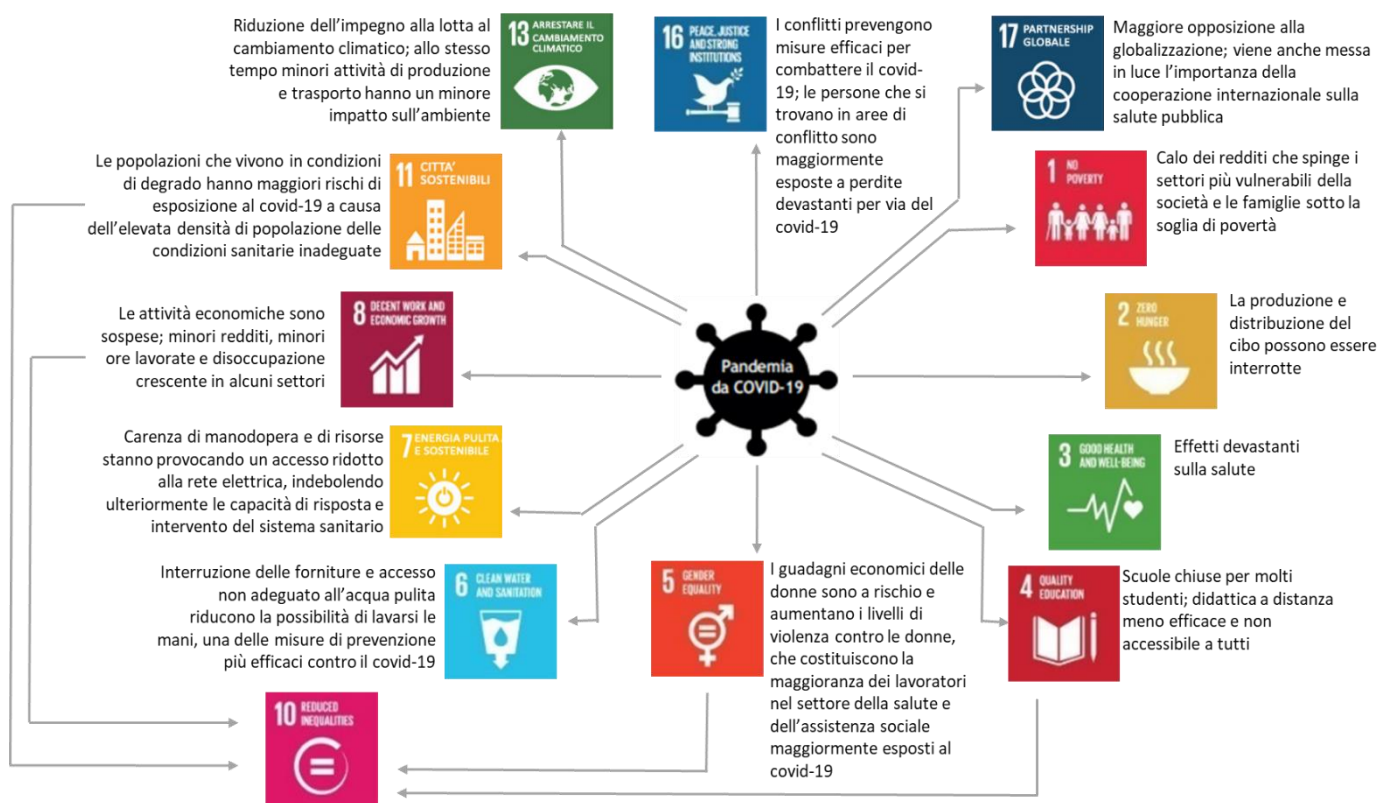 Riduzione dell'impegno alla lotta al
cambiamento climatico; allo stesso
tempo minori attività di produzione
e trasporto hanno un minore
impatto sull'ambiente
13 ARRESTARE IL
CAMBIAMENTO
CLIMATICO
16 PEACE, JUSTICE
AND STRONG
INSTITUTIONS
I conflitti prevengono
misure efficaci per
combattere il covid-
19; le persone che si
trovano in aree di
conflitto sono
maggiormente
esposte a perdite
devastanti per via del
covid-19
17 PARTNERSHIP
GLOBALE
Maggiore opposizione alla
globalizzazione; viene anche messa
in luce l'importanza della
cooperazione internazionale sulla
salute pubblica
Le popolazioni che vivono in condizioni
di degrado hanno maggiori rischi di
esposizione al covid-19 a causa
dell'elevata densità di popolazione delle
condizioni sanitarie inadeguate
11 CITTA'
SOSTENIBILI
1 NO
POVERTY
Calo dei redditi che spinge i
settori più vulnerabili della
società e le famiglie sotto la
soglia di povertà
Le attività economiche sono
sospese; minori redditi, minori
ore lavorate e disoccupazione
crescente in alcuni settori
8 DECENT WORK AND
ECONOMIC GROWTH
Pandemia
da COVID-19
2 ZERO
HUNGER
La produzione e
distribuzione del
cibo possono essere
interrotte
Carenza di manodopera e di risorse
stanno provocando un accesso ridotto
alla rete elettrica, indebolendo
ulteriormente le capacità di risposta e
intervento del sistema sanitario
7 ENERGIA PULITA
E SOSTENIBILE
3 GOOD HEALTH
AND WELL-BEING
Effetti devastanti
sulla salute
Interruzione delle forniture e accesso
non adeguato all'acqua pulita
riducono la possibilità di lavarsi le
mani, una delle misure di prevenzione
più efficaci contro il covid-19
6 CLEAN WATER
AND SANITATION
5 GENDER
EQUALITY
I guadagni economici delle
donne sono a rischio e
aumentano i livelli di
violenza contro le donne,
che costituiscono la
maggioranza dei lavoratori
nel settore della salute e
dell'assistenza sociale
maggiormente esposti al
covid-19
4 QUALITY
EDUCATION
Scuole chiuse per molti
studenti; didattica a distanza
meno efficace e non
accessibile a tutti
10 REDUCED
INEQUALITIES